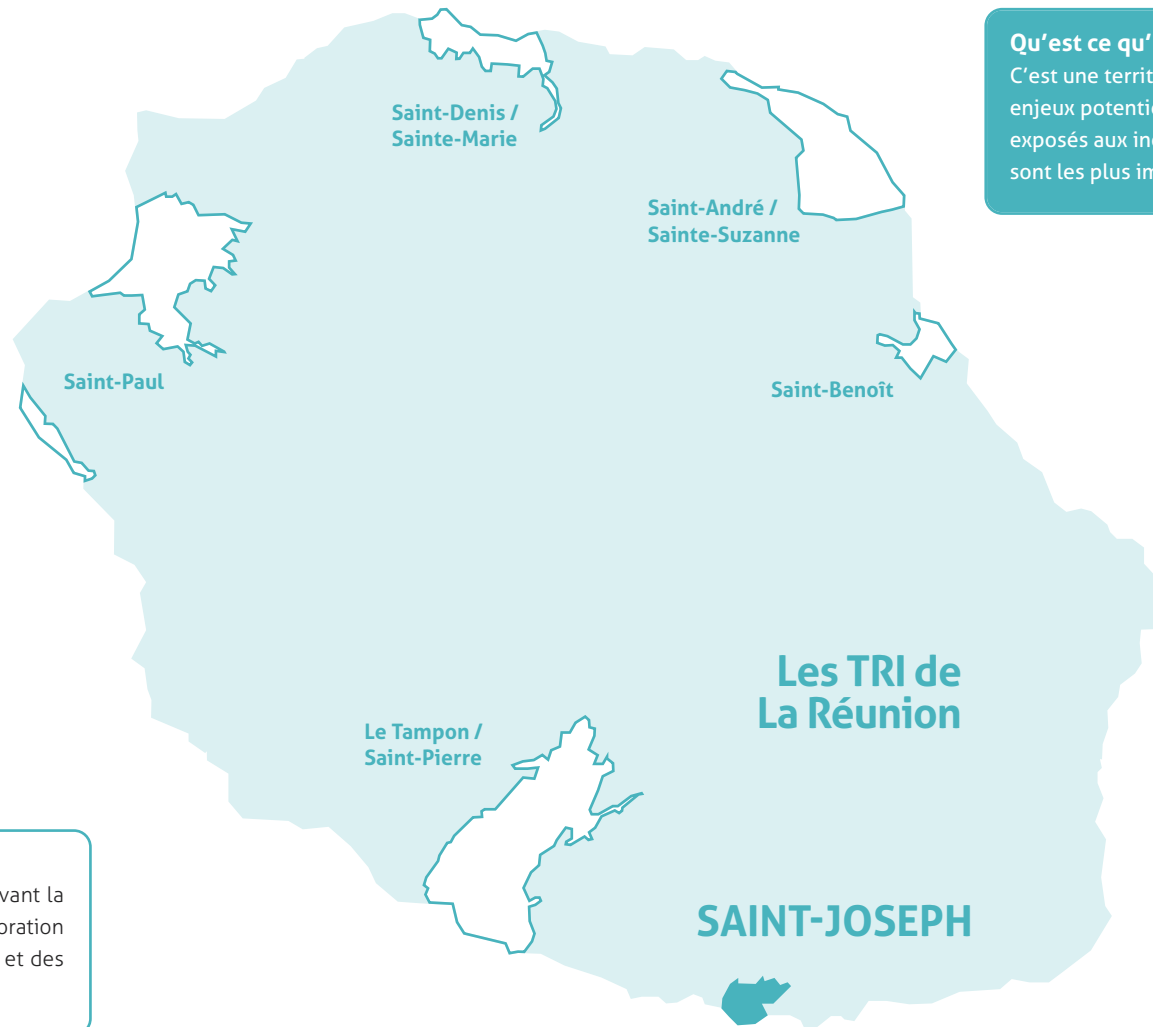 Qu’est ce qu’
C’est une territ
enjeux potentie
exposés aux in
sont les plus im
Saint-Denis /
Sainte-Marie
Saint-André /
Sainte-Suzanne
Saint-Paul
Saint-Benoît
Les TRI de
La Réunion
Le Tampon /
Saint-Pierre
vant la
oration
et des
SAINT-JOSEPH